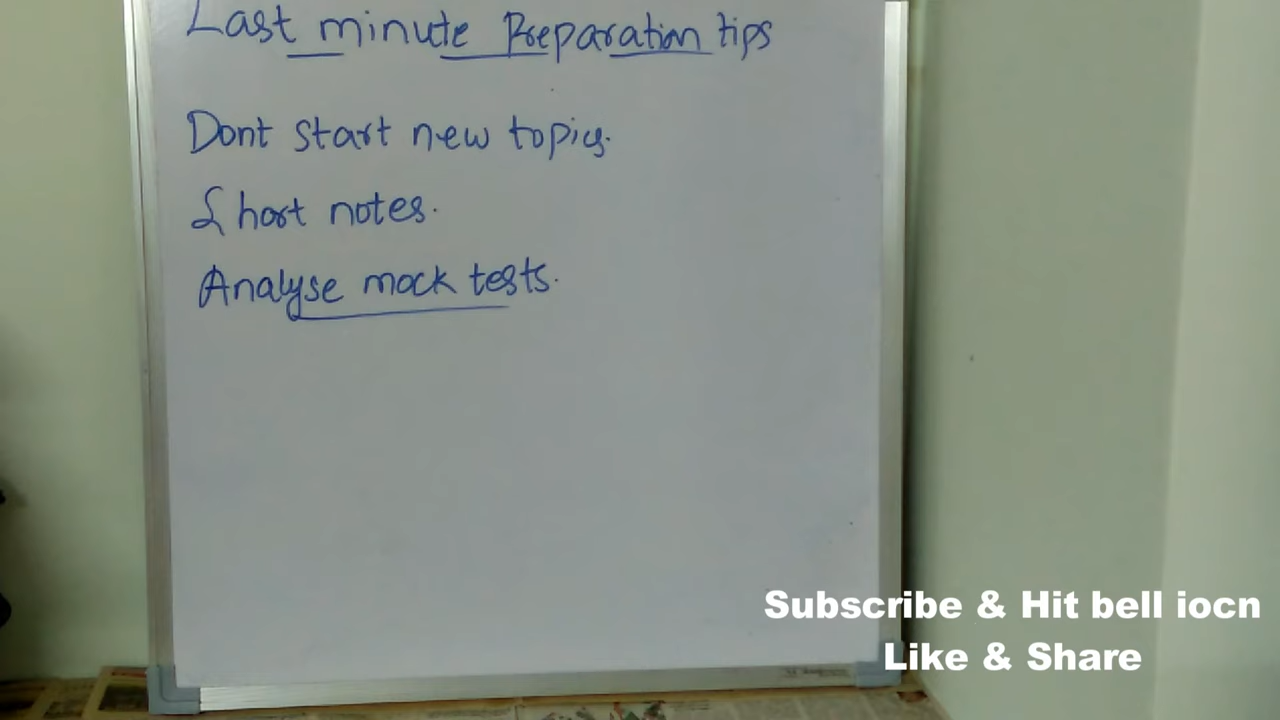 Last minute Preparation tips
Dont start new topics.
Short notes.
Analyse mock tests.
Subscribe & Hit bell iocn
Like & Share